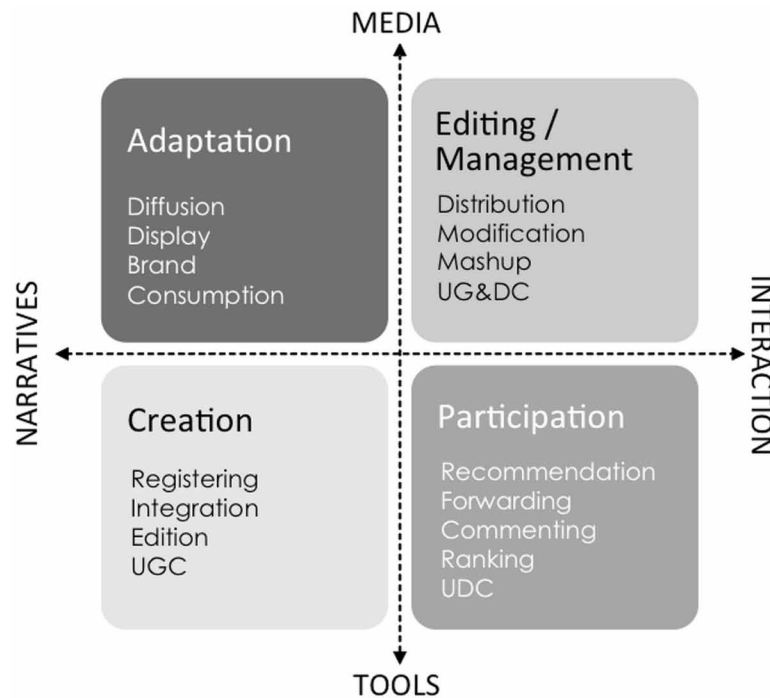 MEDIA
Adaptation
Diffusion
Display
Brand
Consumption
Editing /
Management
Distribution
Modification
Mashup
UG&DC
NARRATIVES
INTERACTION
Creation
Registering
Integration
Edition
UGC
Participation
Recommendation
Forwarding
Commenting
Ranking
UDC
TOOLS